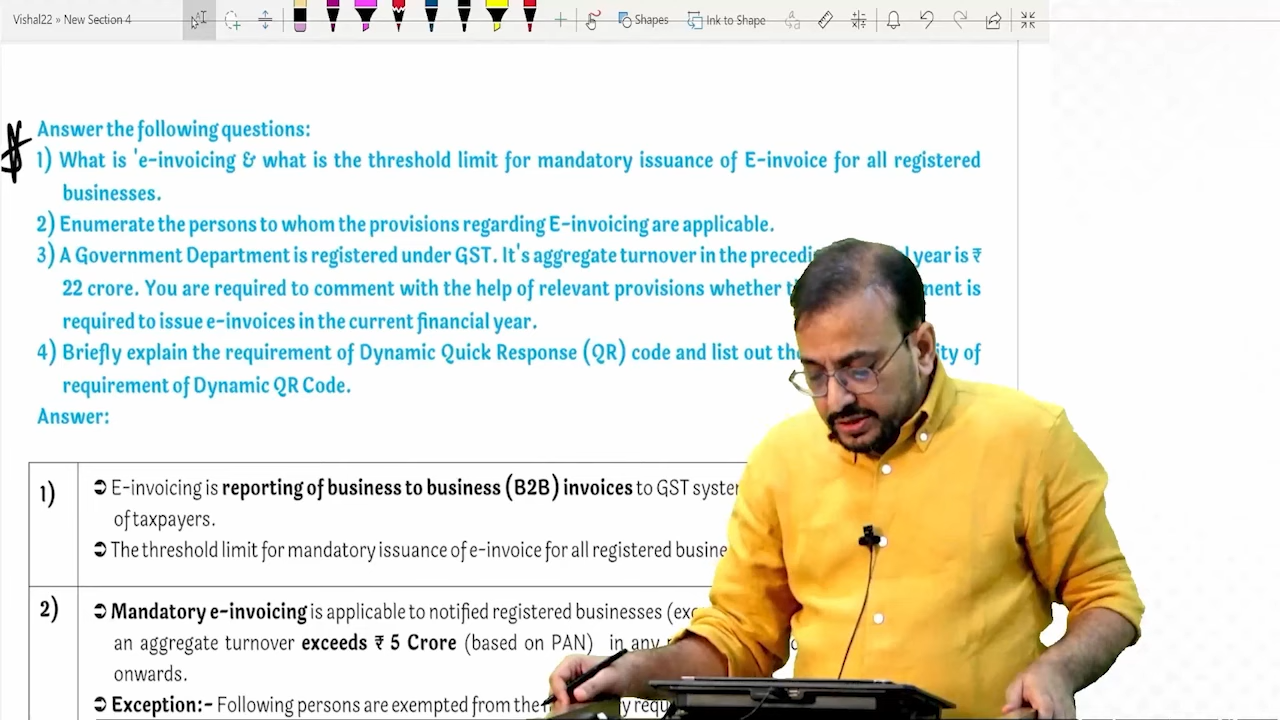 Vishal22 » New Section 4
Shapes
Ink to Shape
Answer the following questions:
1) What is 'e-invoicing & what is the threshold limit for mandatory issuance of E-invoice for all registered
businesses.
2) Enumerate the persons to whom the provisions regarding E-invoicing are applicable.
3) A Government Department is registered under GST. It's aggregate turnover in the year is ₹
22 crore. You are required to comment with the help of relevant provisions whether is
required to issue e-invoices in the current financial year.
4) Briefly explain the requirement of Dynamic Quick Response (QR) code and list out of
requirement of Dynamic QR Code.
Answer:
1) ➲ E-invoicing is reporting of business to business (B2B) invoices to GST
of taxpayers.
➲ The threshold limit for mandatory issuance of e-invoice for all registered
2) ➲ Mandatory e-invoicing is applicable to notified registered businesses
an aggregate turnover exceeds ₹ 5 Crore (based on PAN) in any
onwards.
➲ Exception:- Following persons are exempted from the